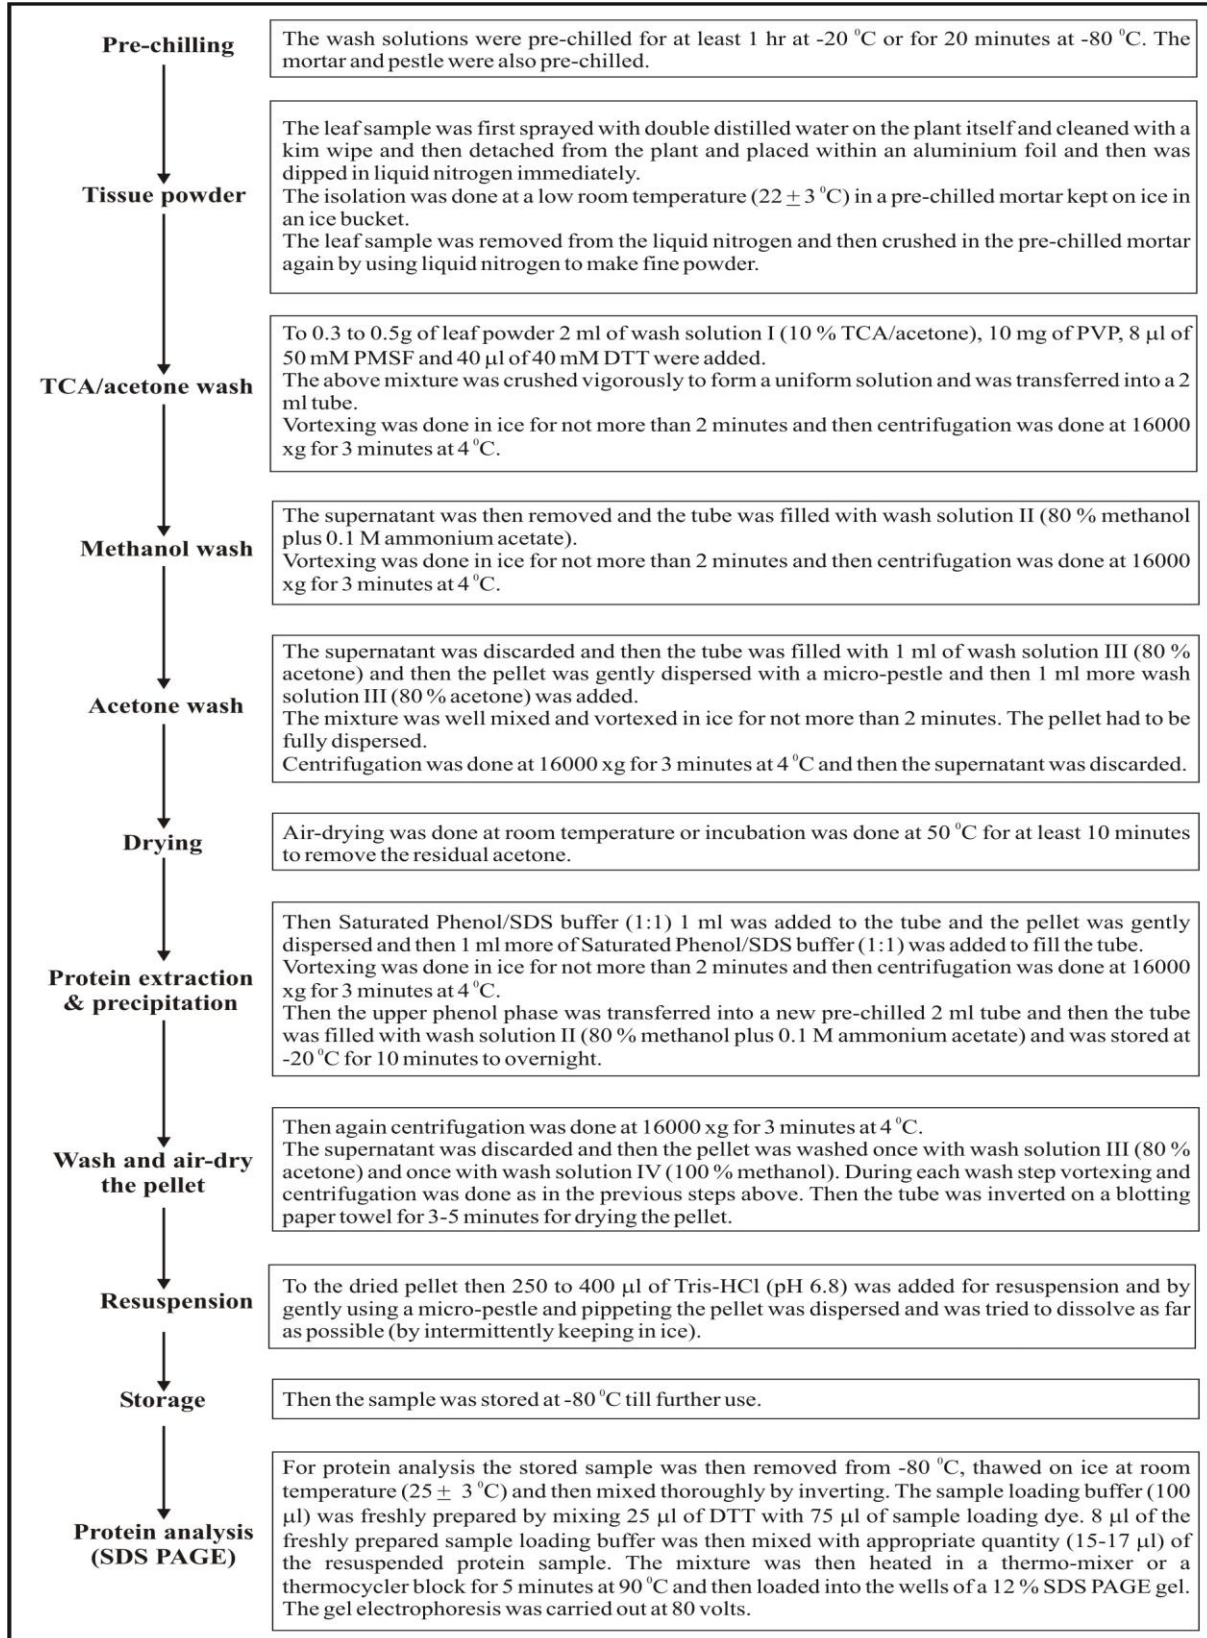 Pre-chilling
The wash solutions were pre-chilled for at least 1 hr at -20 ⁰C or for 20 minutes at -80 ⁰C. The
mortar and pestle were also pre-chilled.
Tissue powder
The leaf sample was first sprayed with double distilled water on the plant itself and cleaned with a
kim wipe and then detached from the plant and placed within an aluminium foil and then was
dipped in liquid nitrogen immediately.
The isolation was done at a low room temperature (22 ± 3 ⁰C) in a pre-chilled mortar kept on ice in
an ice bucket.
The leaf sample was removed from the liquid nitrogen and then crushed in the pre-chilled mortar
again by using liquid nitrogen to make fine powder.
TCA/acetone wash
To 0.3 to 0.5g of leaf powder 2 ml of wash solution I (10 % TCA/acetone), 10 mg of PVP, 8 μl of
50 mM PMSF and 40 μl of 40 mM DTT were added.
The above mixture was crushed vigorously to form a uniform solution and was transferred into a 2
ml tube.
Vortexing was done in ice for not more than 2 minutes and then centrifugation was done at 16000
xg for 3 minutes at 4 ⁰C.
Methanol wash
The supernatant was then removed and the tube was filled with wash solution II (80 % methanol
plus 0.1 M ammonium acetate).
Vortexing was done in ice for not more than 2 minutes and then centrifugation was done at 16000
xg for 3 minutes at 4 ⁰C.
Acetone wash
The supernatant was discarded and then the tube was filled with 1 ml of wash solution III (80 %
acetone) and then the pellet was gently dispersed with a micro-pestle and then 1 ml more wash
solution III (80 % acetone) was added.
The mixture was well mixed and vortexed in ice for not more than 2 minutes. The pellet had to be
fully dispersed.
Centrifugation was done at 16000 xg for 3 minutes at 4 ⁰C and then the supernatant was discarded.
Drying
Air-drying was done at room temperature or incubation was done at 50 ⁰C for at least 10 minutes
to remove the residual acetone.
Protein extraction
& precipitation
Then Saturated Phenol/SDS buffer (1:1) 1 ml was added to the tube and the pellet was gently
dispersed and then 1 ml more of Saturated Phenol/SDS buffer (1:1) was added to fill the tube.
Vortexing was done in ice for not more than 2 minutes and then centrifugation was done at 16000
xg for 3 minutes at 4 ⁰C.
Then the upper phenol phase was transferred into a new pre-chilled 2 ml tube and then the tube
was filled with wash solution II (80 % methanol plus 0.1 M ammonium acetate) and was stored at
-20 ⁰C for 10 minutes to overnight.
Wash and air-dry
the pellet
Then again centrifugation was done at 16000 xg for 3 minutes at 4 ⁰C.
The supernatant was discarded and then the pellet was washed once with wash solution III (80 %
acetone) and once with wash solution IV (100 % methanol). During each wash step vortexing and
centrifugation was done as in the previous steps above. Then the tube was inverted on a blotting
paper towel for 3-5 minutes for drying the pellet.
Resuspension
To the dried pellet then 250 to 400 μl of Tris-HCl (pH 6.8) was added for resuspension and by
gently using a micro-pestle and pippeting the pellet was dispersed and was tried to dissolve as far
as possible (by intermittently keeping in ice).
Storage
Then the sample was stored at -80 ⁰C till further use.
Protein analysis
(SDS PAGE)
For protein analysis the stored sample was then removed from -80 ⁰C, thawed on ice at room
temperature (25 ± 3 ⁰C) and then mixed thoroughly by inverting. The sample loading buffer (100
μl) was freshly prepared by mixing 25 μl of DTT with 75 μl of sample loading dye. 8 μl of the
freshly prepared sample loading buffer was then mixed with appropriate quantity (15-17 μl) of
the resuspended protein sample. The mixture was then heated in a thermo-mixer or a
thermocycler block for 5 minutes at 90 ⁰C and then loaded into the wells of a 12 % SDS PAGE gel.
The gel electrophoresis was carried out at 80 volts.